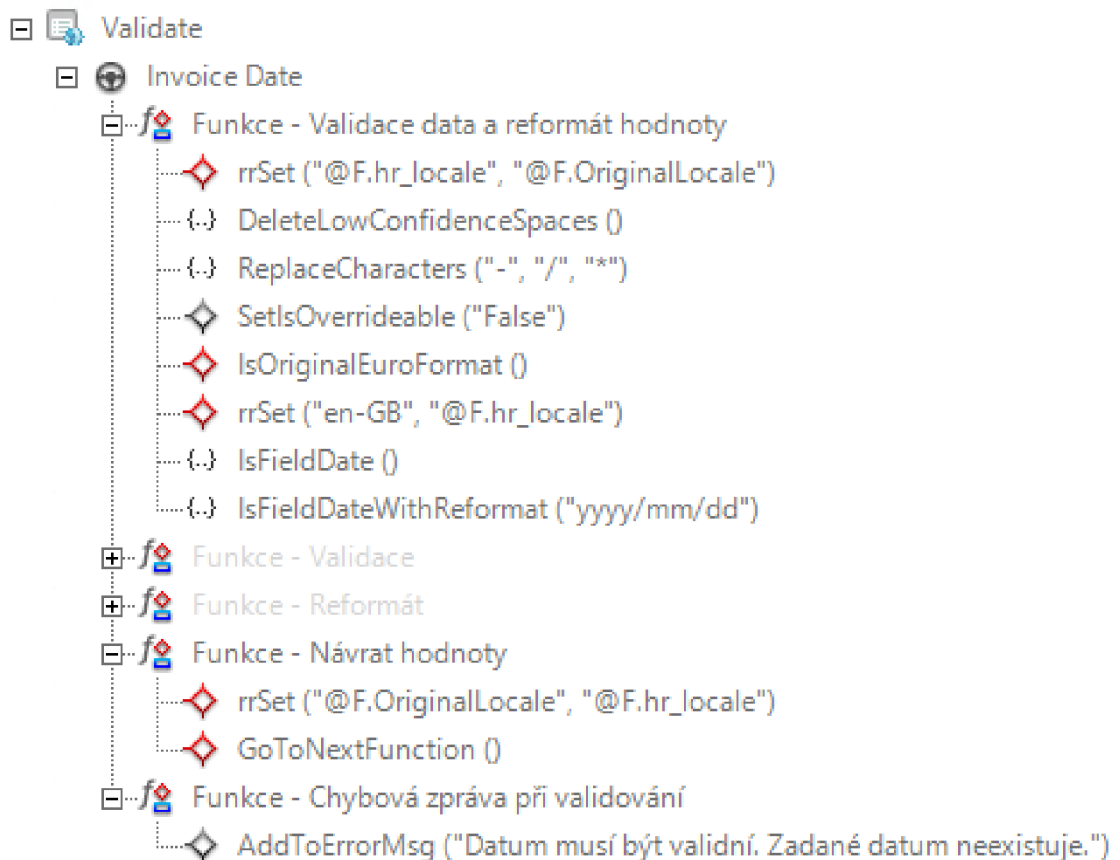 Validate
Invoice Date
Funkce - Validace data a reformát hodnoty
rrSet ("@F.hr_locale", "@F.OriginalLocale")
DeleteLowConfidenceSpaces ()
ReplaceCharacters ("-", "/", "*")
SetIsOverrideable ("False")
IsOriginalEuroFormat ()
rrSet ("en-GB", "@F.hr_locale")
IsFieldDate ()
IsFieldDateWithReformat ("yyyy/mm/dd")
Funkce - Validace
Funkce - Reformát
Funkce - Návrat hodnoty
rrSet ("@F.OriginalLocale", "@F.hr_locale")
GoToNextFunction ()
Funkce - Chybová zpráva při validování
AddToErrorMsg ("Datum musí být validní. Zadané datum neexistuje.")